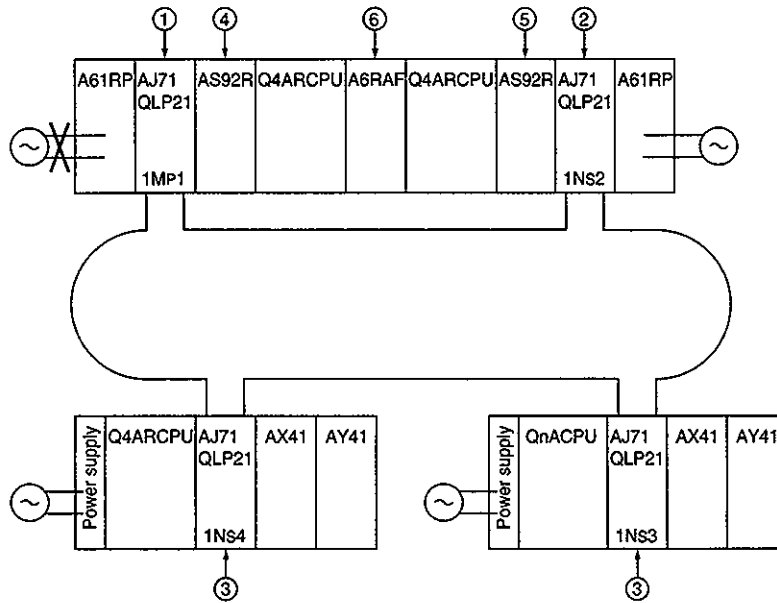 ① ④ ⑥ ⑤ ②
A61RP AJ71 AS92R Q4ARCPU A6RAF Q4ARCPU AS92R AJ71 A61RP
QLP21 QLP21
1MP1 1NS2
Power supply Q4ARCPU AJ71 AX41 AY41
QLP21
1NS4
③
Power supply QnACPU AJ71 AX41 AY41
QLP21
1NS3
③